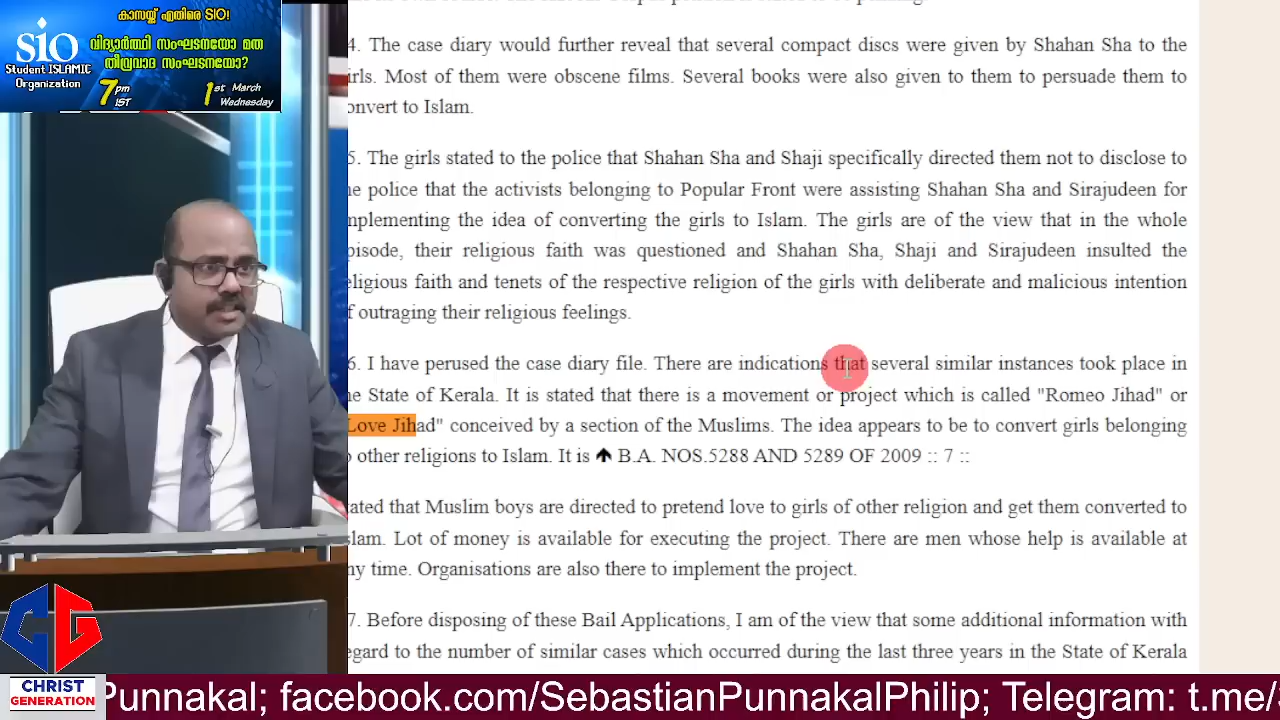 കാസയ്ക്ക് എതിരെ SIO!
SiO
Student ISLAMIC
Organization
വിദ്യാർത്ഥി സംഘടനയോ മത
തീവ്രവാദ സംഘടനയോ?
7pm
IST
1st March
Wednesday
4. The case diary would further reveal that several compact discs were given by Shahan Sha to the
irls. Most of them were obscene films. Several books were also given to them to persuade them to
onvert to Islam.
5. The girls stated to the police that Shahan Sha and Shaji specifically directed them not to disclose to
e police that the activists belonging to Popular Front were assisting Shahan Sha and Sirajudeen for
mplementing the idea of converting the girls to Islam. The girls are of the view that in the whole
pisode, their religious faith was questioned and Shahan Sha, Shaji and Sirajudeen insulted the
eligious faith and tenets of the respective religion of the girls with deliberate and malicious intention
f outraging their religious feelings.
6. I have perused the case diary file. There are indications that several similar instances took place in
e State of Kerala. It is stated that there is a movement or project which is called "Romeo Jihad" or
Love Jihad" conceived by a section of the Muslims. The idea appears to be to convert girls belonging
o other religions to Islam. It is B.A. NOS.5288 AND 5289 OF 2009 :: 7 ::
ated that Muslim boys are directed to pretend love to girls of other religion and get them converted to
slam. Lot of money is available for executing the project. There are men whose help is available at
ny time. Organisations are also there to implement the project.
7. Before disposing of these Bail Applications, I am of the view that some additional information with
egard to the number of similar cases which occurred during the last three years in the State of Kerala
CG
CHRIST
GENERATION
Punnakal; facebook.com/SebastianPunnakalPhilip; Telegram: t.me/